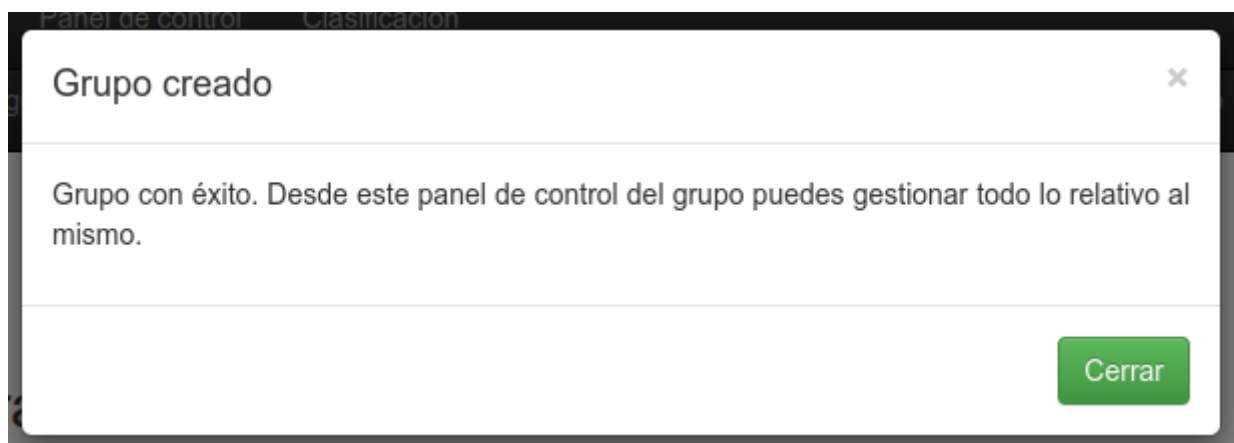 Panel de control Clasificación
Grupo creado ×
Grupo con éxito. Desde este panel de control del grupo puedes gestionar todo lo relativo al
mismo.
Cerrar